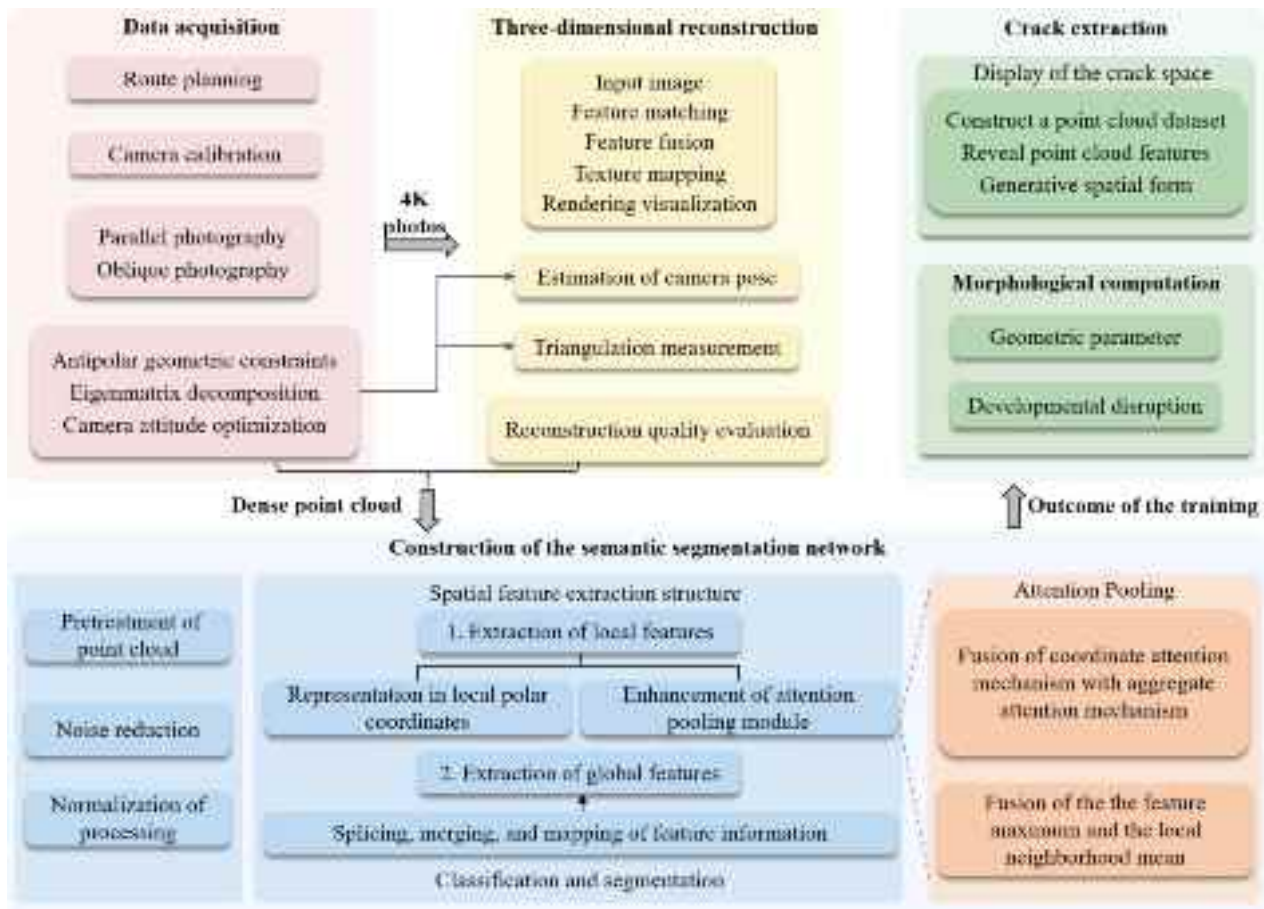 Data acquisition
Route planning
Camera calibration
Parallel photography
Oblique photography
Antipolar geometric constraints
Eigenmatrix decomposition
Camera attitude optimization
4K
photos
Three-dimensional reconstruction
Input image
Feature matching
Feature fusion
Texture mapping
Rendering visualization
Estimation of camera pose
Triangulation measurement
Reconstruction quality evaluation
Crack extraction
Display of the crack space
Construct a point cloud dataset
Reveal point cloud features
Generative spatial form
Morphological computation
Geometric parameter
Developmental disruption
Dense point cloud
Outcome of the training
Construction of the semantic segmentation network
Pretreatment of
point cloud
Noise reduction
Normalization of
processing
Spatial feature extraction structure
1. Extraction of local features
Representation in local polar
coordinates
Enhancement of attention
pooling module
2. Extraction of global features
Splicing, merging, and mapping of feature information
Classification and segmentation
Attention Pooling
Fusion of coordinate attention
mechanism with aggregate
attention mechanism
Fusion of the the feature
maximum and the local
neighborhood mean